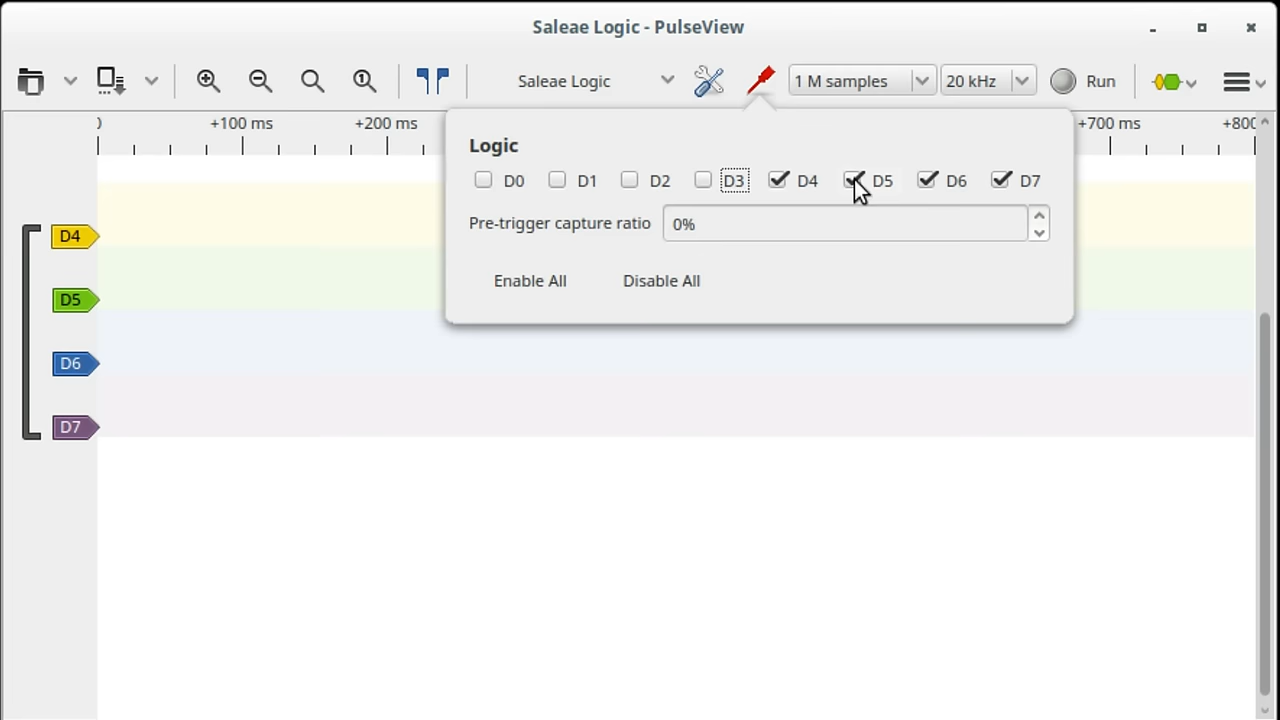 Saleae Logic - PulseView
Saleae Logic 1 M samples 20 kHz Run
0 +100 ms +200 ms +700 ms +800
Logic
D0 D1 D2 D3 D4 D5 D6 D7
Pre-trigger capture ratio 0%
Enable All Disable All
D4
D5
D6
D7